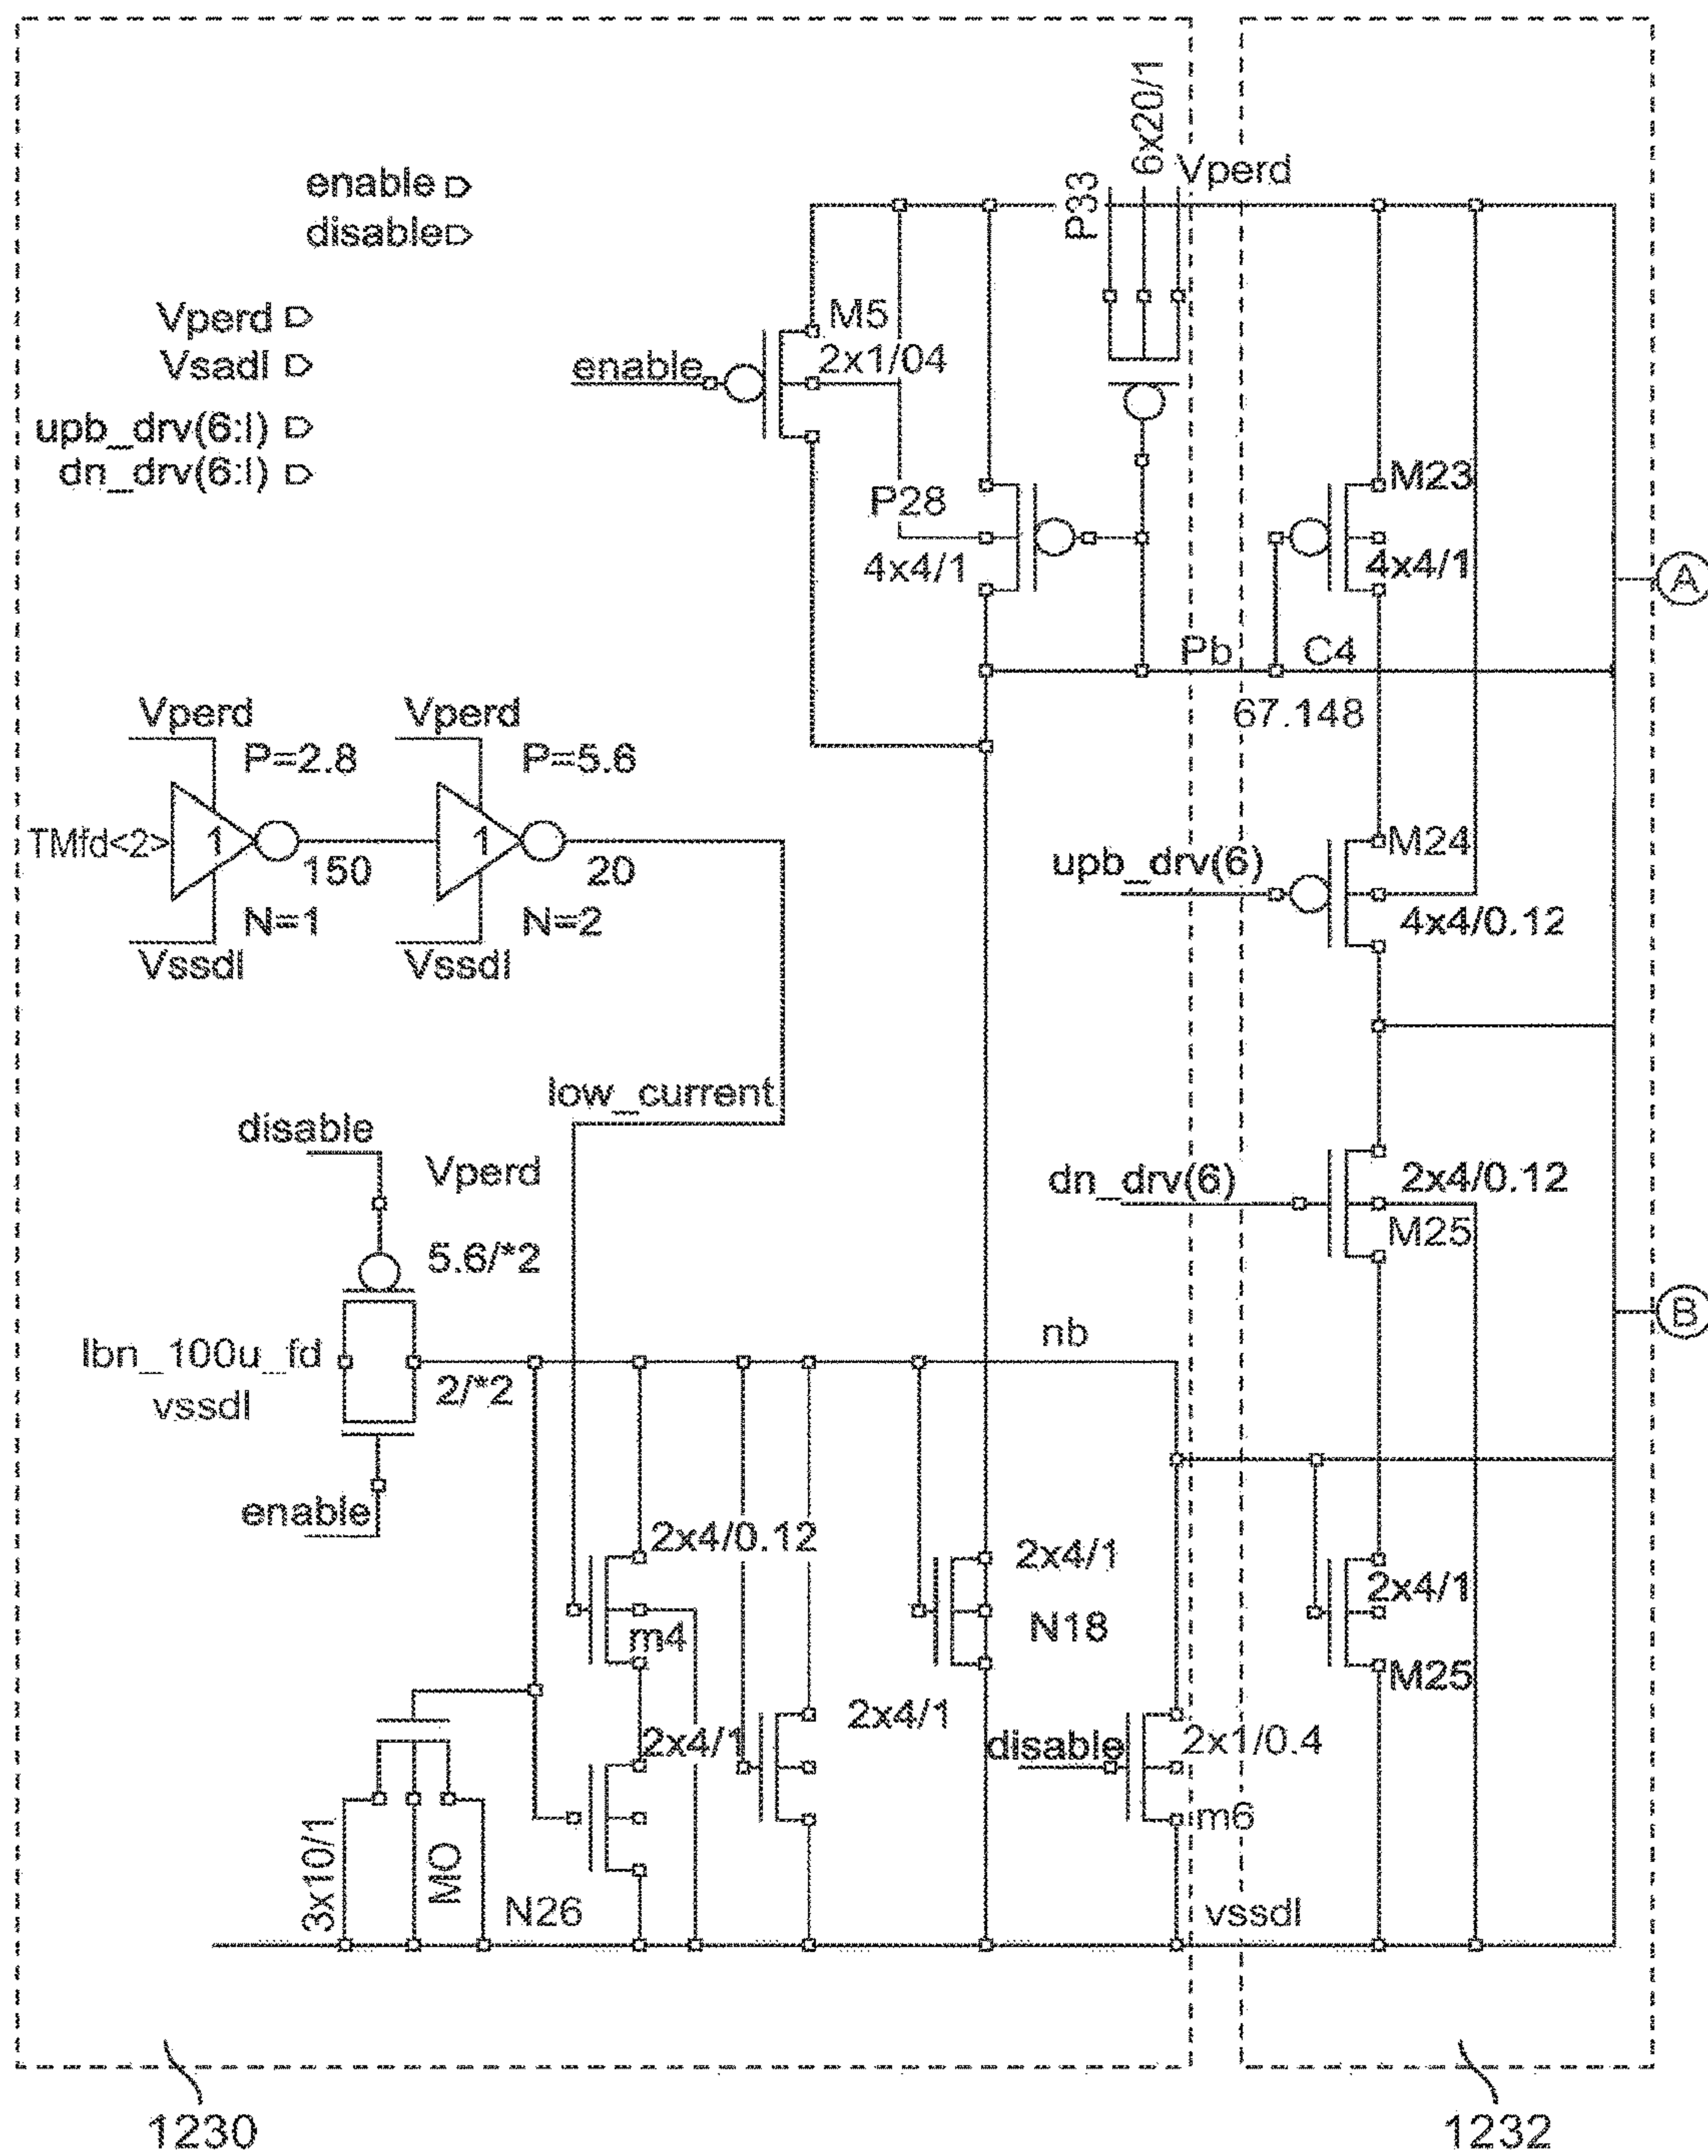 enable
disable
Vperd
Vsadl
upb_drv(6:l)
dn_drv(6:l)
P33
6x20/1
Vperd
M5
2x1/04
enable
P28
4x4/1
M23
4x4/1
A
Pb
C4
67.148
Vperd
P=2.8
Vperd
P=5.6
TMfd<2>
1
150
1
20
N=1
N=2
Vssdl
Vssdl
M24
upb_drv(6)
4x4/0.12
low_current
disable
Vperd
dn_drv(6)
2x4/0.12
M25
5.6/*2
B
lbn_100u_fd
nb
vssdl
2/*2
enable
2x4/0.12
2x4/1
2x4/1
m4
N18
M25
2x4/1
2x4/1
disable
2x1/0.4
m6
3x10/1
MO
N26
vssdl
1230
1232